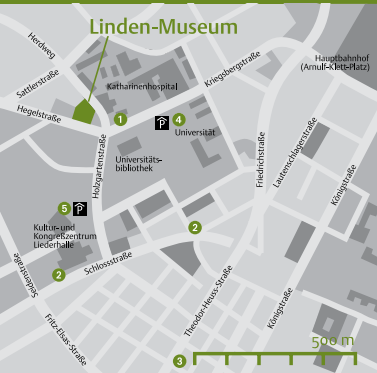 Linden-Museum
Herdweg
Sattlerstraße
Hegelstraße
Katharinenhospital
Kriegsbergstraße
Hauptbahnhof
(Arnulf-Klett-Platz)
1
P
4
Universität
Universitäts-
bibliothek
Holzgartenstraße
Friedrichstraße
Lautenschlagerstraße
Königstraße
5
P
Kultur- und
Kongreßzentrum
Liederhalle
2
2
Schlossstraße
Seidenstraße
Fritz-Elsas-Straße
Theodor-Heuss-Straße
Königstraße
500 m
3